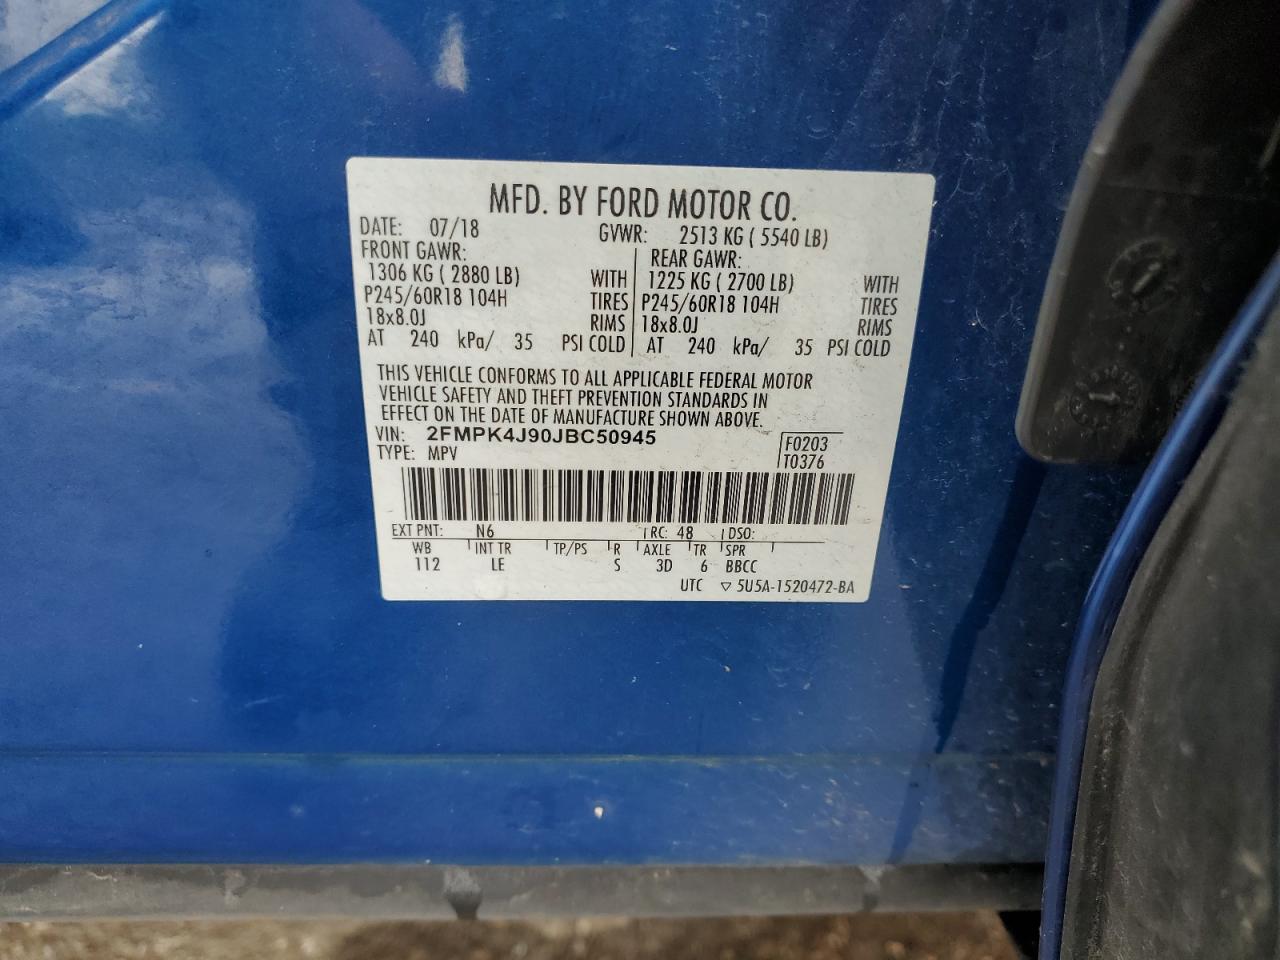 MFD. BY FORD MOTOR CO.
DATE: 07/18 GVWR: 2513 KG ( 5540 LB)
FRONT GAWR: REAR GAWR:
1306 KG ( 2880 LB) WITH 1225 KG ( 2700 LB) WITH
P245/60R18 104H TIRES P245/60R18 104H TIRES
18x8.0J RIMS 18x8.0J RIMS
AT 240 kPa/ 35 PSI COLD AT 240 kPa/ 35 PSI COLD
THIS VEHICLE CONFORMS TO ALL APPLICABLE FEDERAL MOTOR
VEHICLE SAFETY AND THEFT PREVENTION STANDARDS IN
EFFECT ON THE DATE OF MANUFACTURE SHOWN ABOVE.
VIN: 2FMPK4J90JBC50945 F0203
TYPE: MPV T0376
EXT PNT: N6 RC: 48 DSO:
WB INT TR TP/PS R AXLE TR SPR
112 LE S 3D 6 BBCC
UTC ▽ 5U5A-1520472-BA